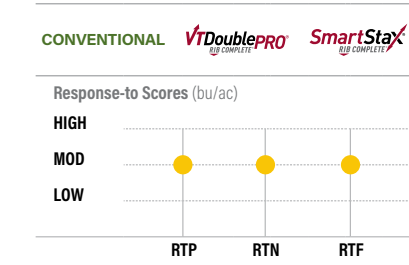 CONVENTIONAL VTDoublePRO® SmartStax®
RIB COMPLETE RIB COMPLETE
Response-to Scores (bu/ac)
HIGH
MOD
LOW
RTP RTN RTF